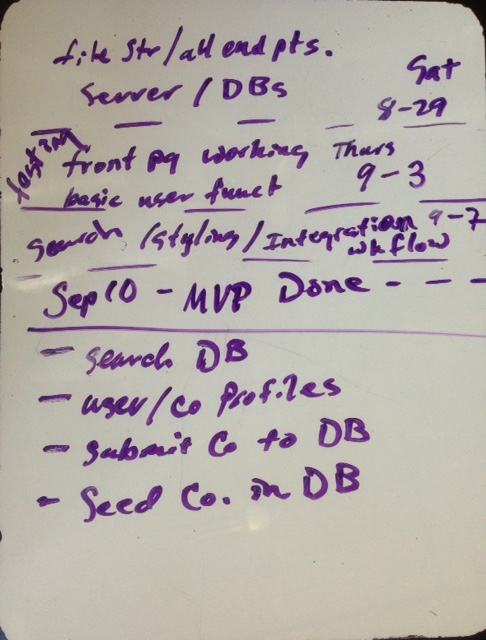 file Str/all end pts.
Server / DBs
Sat
8-29
front pg working
basic user funct
Thurs
9-3
search /styling/Integration 9-7
wkflow
Sep 10 - MVP Done - - -
- search DB
- user/Co Profiles
- submit Co to DB
- Seed Co. in DB